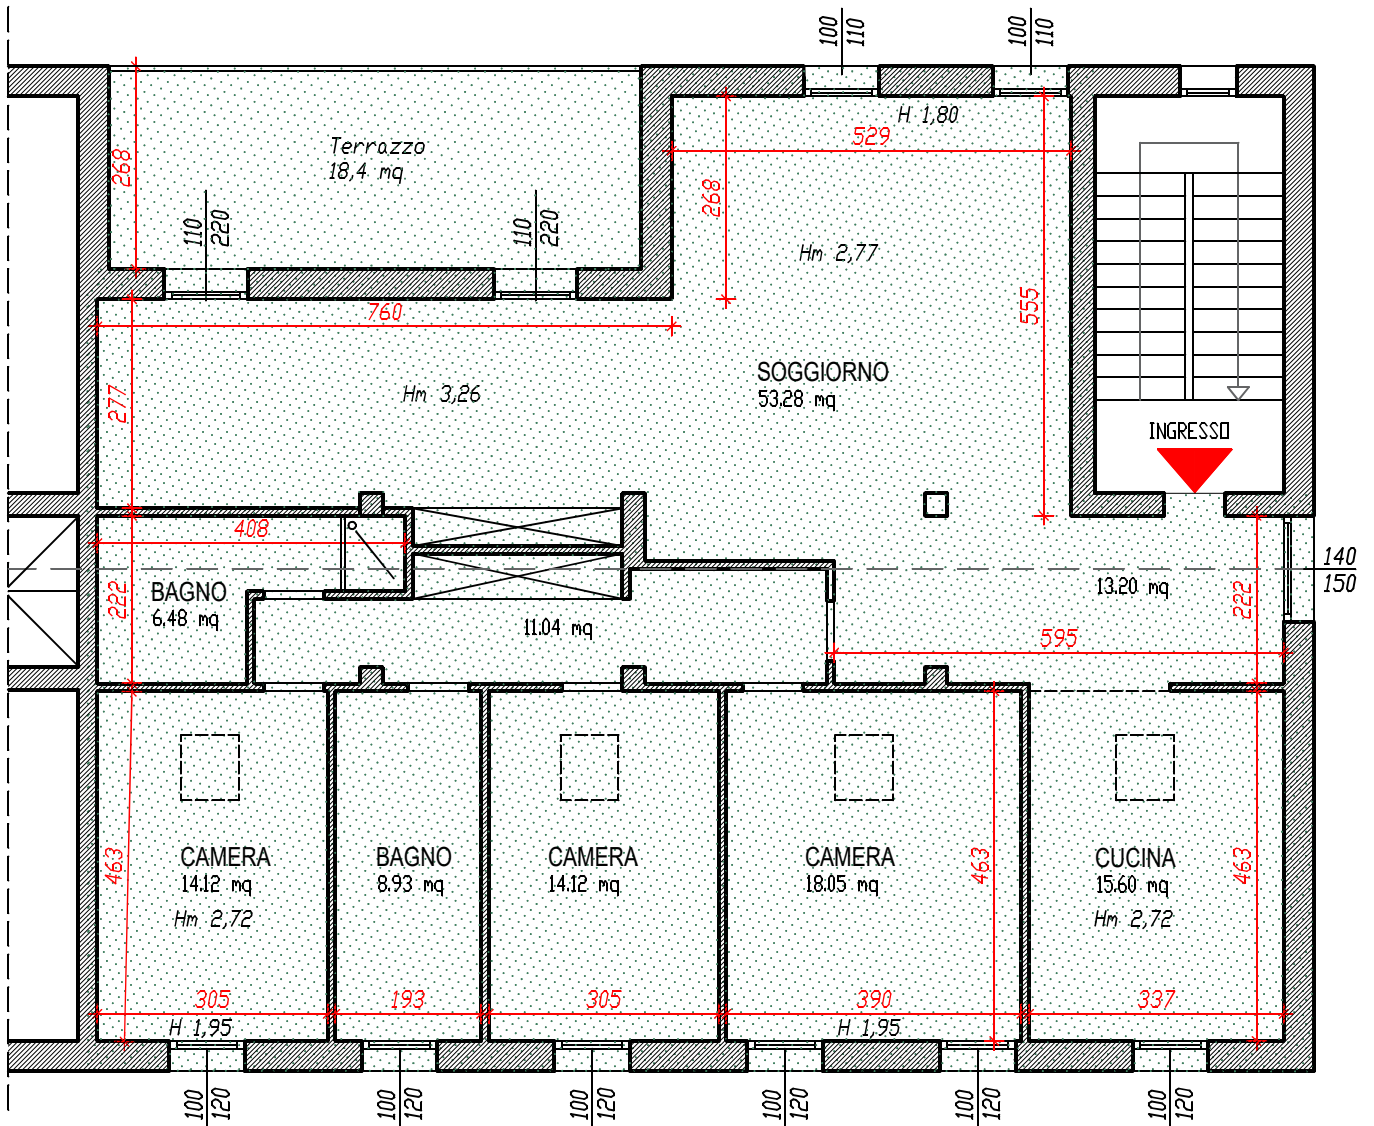 100
110
100
110
H 1,80
529
Terrazzo
18,4 mq
268
268
110
220
110
220
Hm 2,77
760
555
SOGGIORNO
53.28 mq
Hm 3,26
277
INGRESSO
408
140
150
BAGNO
6.48 mq
222
11.04 mq
13.20 mq
222
595
CAMERA
14.12 mq
Hm 2,72
463
BAGNO
8.93 mq
CAMERA
14.12 mq
CAMERA
18.05 mq
463
CUCINA
15.60 mq
Hm 2,72
463
305
193
305
390
337
H 1,95
H 1,95
100
120
100
120
100
120
100
120
100
120
100
120